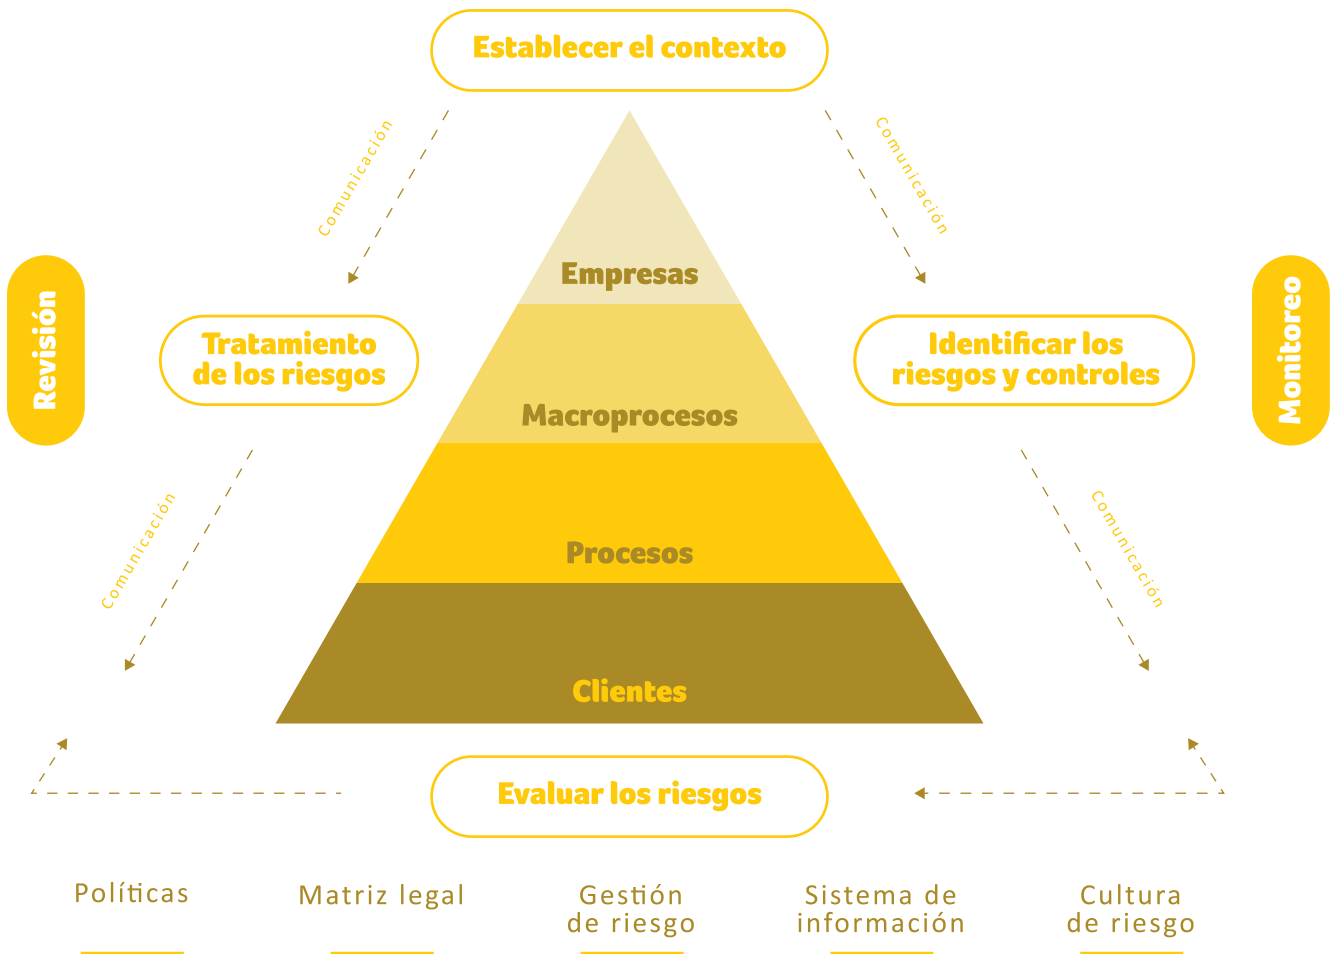 Establecer el contexto
Comunicación
Comunicación
Empresas
Revisión
Tratamiento
de los riesgos
Identificar los
riesgos y controles
Monitoreo
Macroprocesos
Comunicación
Comunicación
Procesos
Clientes
Evaluar los riesgos
Políticas
Matriz legal
Gestión
de riesgo
Sistema de
información
Cultura
de riesgo